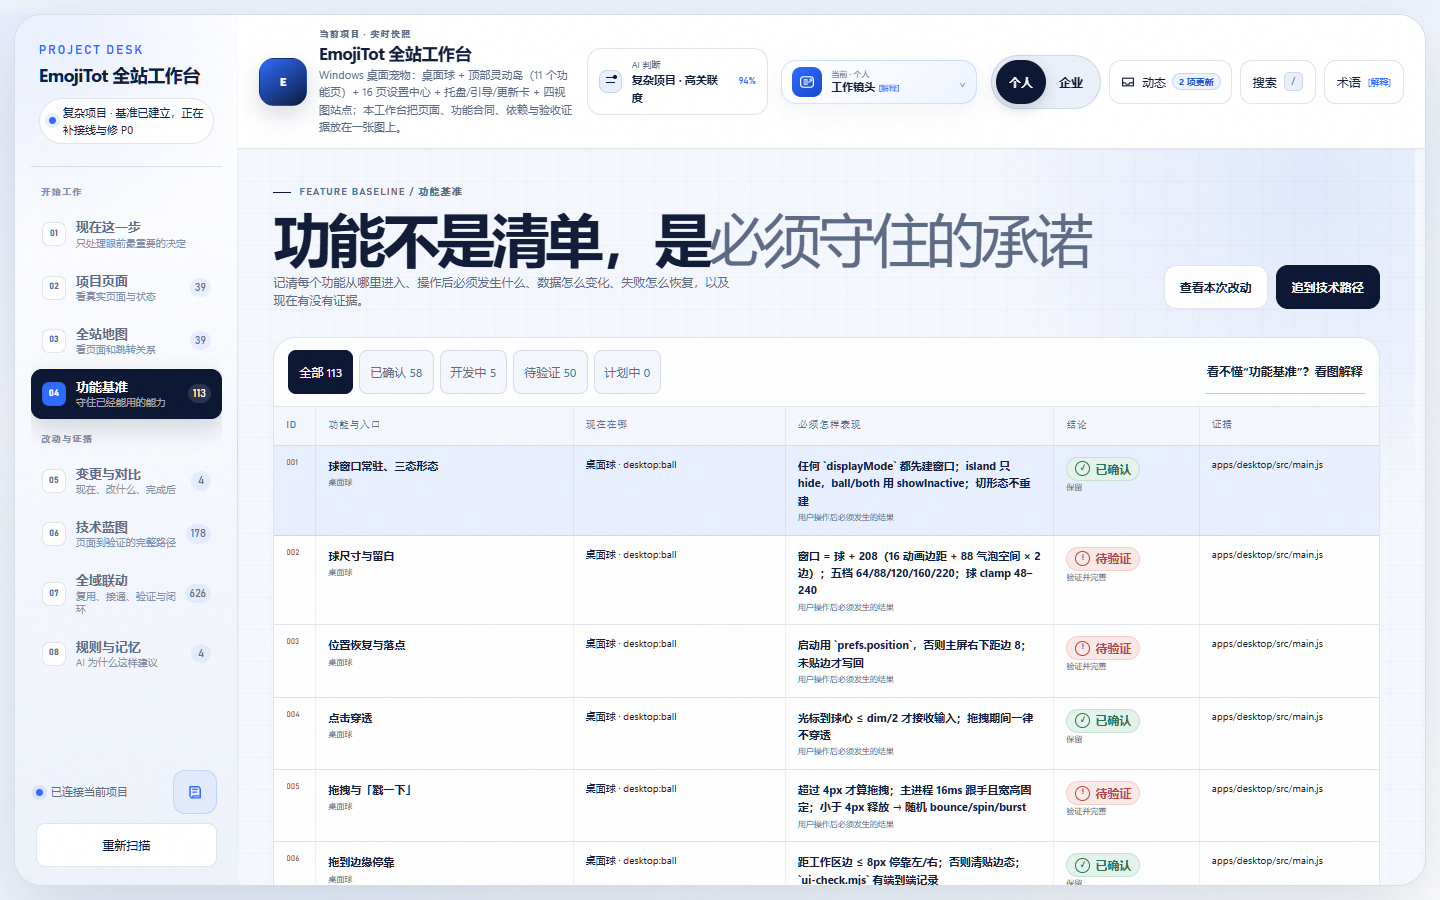 PROJECT DESK
EmojiTot 全站工作台
复杂项目 · 基准已建立，正在
补接线与修 P0
开始工作
01 现在这一步
只处理眼前最重要的决定
02 项目页面 39
看真实页面与状态
03 全站地图 39
看页面和跳转关系
04 功能基准 113
守住已经能用的能力
改动与证据
05 变更与对比 4
现在、改什么、完成后
06 技术蓝图 178
页面到验证的完整路径
07 全域联动 626
复用、接通、验证与闭
环
08 规则与记忆 4
AI 为什么这样建议
已连接当前项目
重新扫描
E
当前项目 · 实时快照
EmojiTot 全站工作台
Windows 桌面宠物：桌面球 + 顶部灵动岛（11 个功
能页）+ 16 页设置中心 + 托盘/引导/更新卡 + 四视
图站点；本工作台把页面、功能合同、依赖与验收证
据放在一张图上。
AI 判断
复杂项目 · 高关联
度
94%
当前 · 个人
工作镜头 [解释]
个人 企业
动态 2 项更新
搜索 /
术语 [解释]
FEATURE BASELINE / 功能基准
功能不是清单，是必须守住的承诺
记清每个功能从哪里进入、操作后必须发生什么、数据怎么变化、失败怎么恢复，以及
现在有没有证据。
查看本次改动 追到技术路径
全部 113 已确认 58 开发中 5 待验证 50 计划中 0
看不懂“功能基准”？看图解释
ID 功能与入口 现在在哪 必须怎样表现 结论 证据
001 球窗口常驻、三态形态
桌面球
桌面球 · desktop:ball
任何 `displayMode` 都先建窗口；island 只
hide，ball/both 用 showInactive；切形态不重
建
用户操作后必须发生的结果
已确认
保留
apps/desktop/src/main.js
002 球尺寸与留白
桌面球
桌面球 · desktop:ball
窗口 = 球 + 208（16 动画边距 + 88 气泡空间 × 2
边）；五档 64/88/120/160/220；球 clamp 48–
240
用户操作后必须发生的结果
待验证
验证并完善
apps/desktop/src/main.js
003 位置恢复与落点
桌面球
桌面球 · desktop:ball
启动用 `prefs.position`，否则主屏右下距边 8；
未贴边才写回
用户操作后必须发生的结果
待验证
验证并完善
apps/desktop/src/main.js
004 点击穿透
桌面球
桌面球 · desktop:ball
光标到球心 ≤ dim/2 才接收输入；拖拽期间一律
不穿透
用户操作后必须发生的结果
已确认
保留
apps/desktop/src/main.js
005 拖拽与「戳一下」
桌面球
桌面球 · desktop:ball
超过 4px 才算拖拽；主进程 16ms 跟手且宽高固
定；小于 4px 释放 → 随机 bounce/spin/burst
用户操作后必须发生的结果
待验证
验证并完善
apps/desktop/src/main.js
006 拖到边缘停靠
桌面球
桌面球 · desktop:ball
距工作区边 ≤ 8px 停靠左/右；否则清贴边态；
`ui-check.mjs` 有端到端记录
已确认
保留
apps/desktop/src/main.js